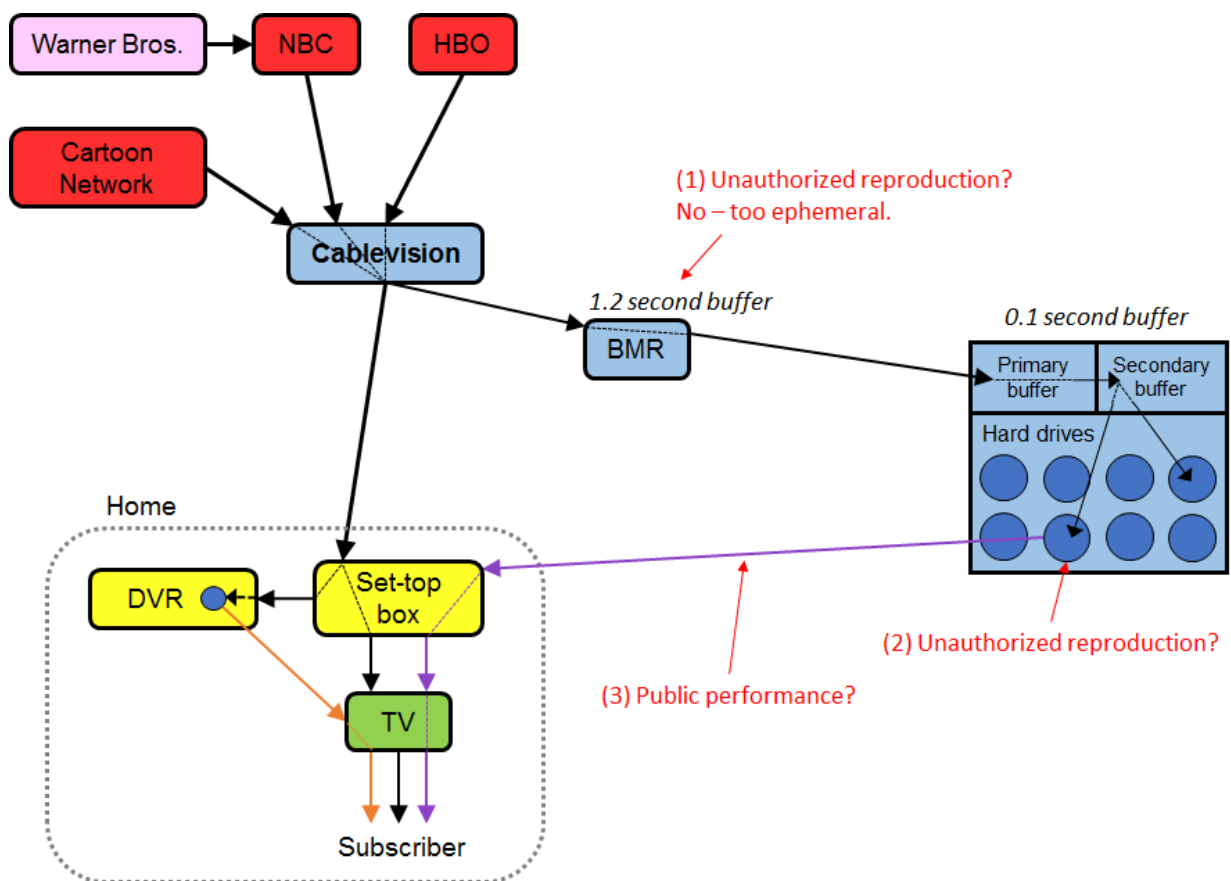 Warner Bros.
NBC
HBO
Cartoon
Network
(1) Unauthorized reproduction?
No – too ephemeral.
Cablevision
1.2 second buffer
BMR
0.1 second buffer
Primary
buffer
Secondary
buffer
Hard drives
Home
DVR
Set-top
box
(2) Unauthorized reproduction?
(3) Public performance?
TV
Subscriber